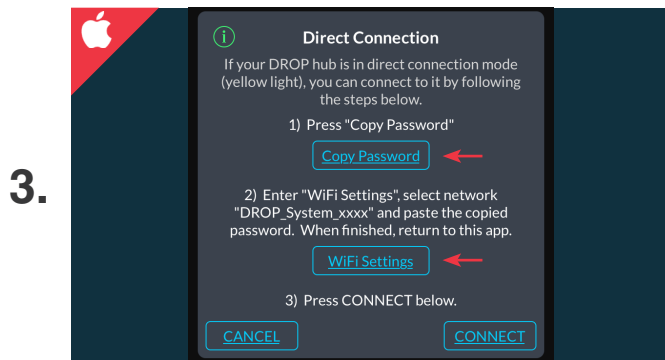 3.
Direct Connection
If your DROP hub is in direct connection mode
(yellow light), you can connect to it by following
the steps below.
1) Press "Copy Password"
Copy Password
2) Enter "WiFi Settings", select network
"DROP_System_xxxx" and paste the copied
password. When finished, return to this app.
WiFi Settings
3) Press CONNECT below.
CANCEL
CONNECT